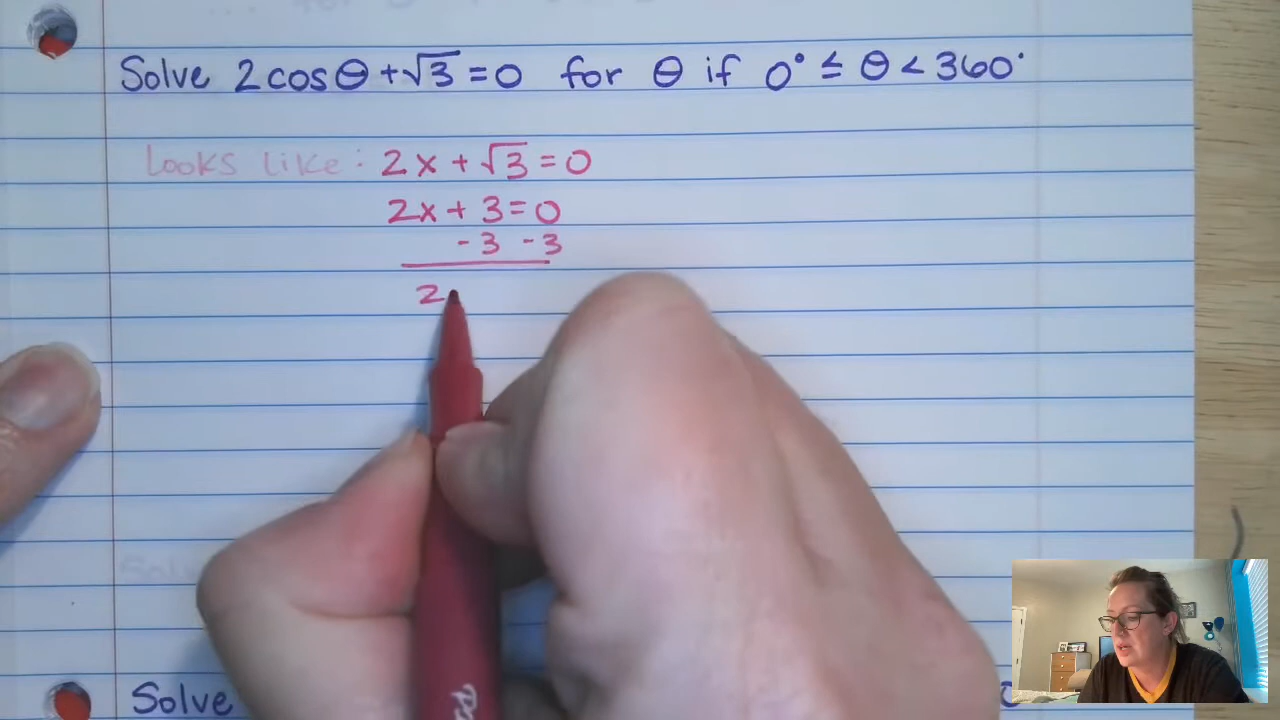 Solve 2cosθ+√3=0 for θ if 0°≤θ<360°
Looks like: 2x+√3=0
2x+3=0
-3 -3
2
Solve